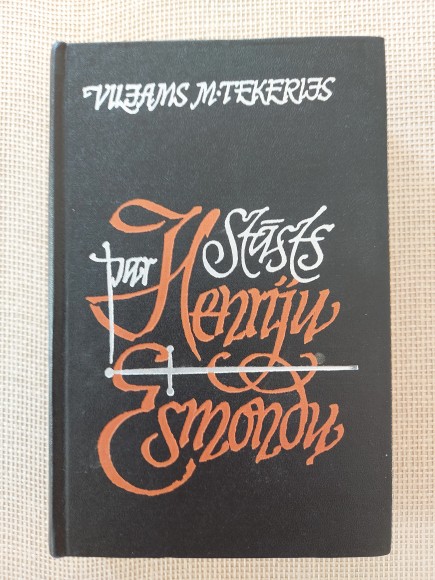 VILJAMS M·TEKERIJS
Stāsts
par Henriju
Esmondu